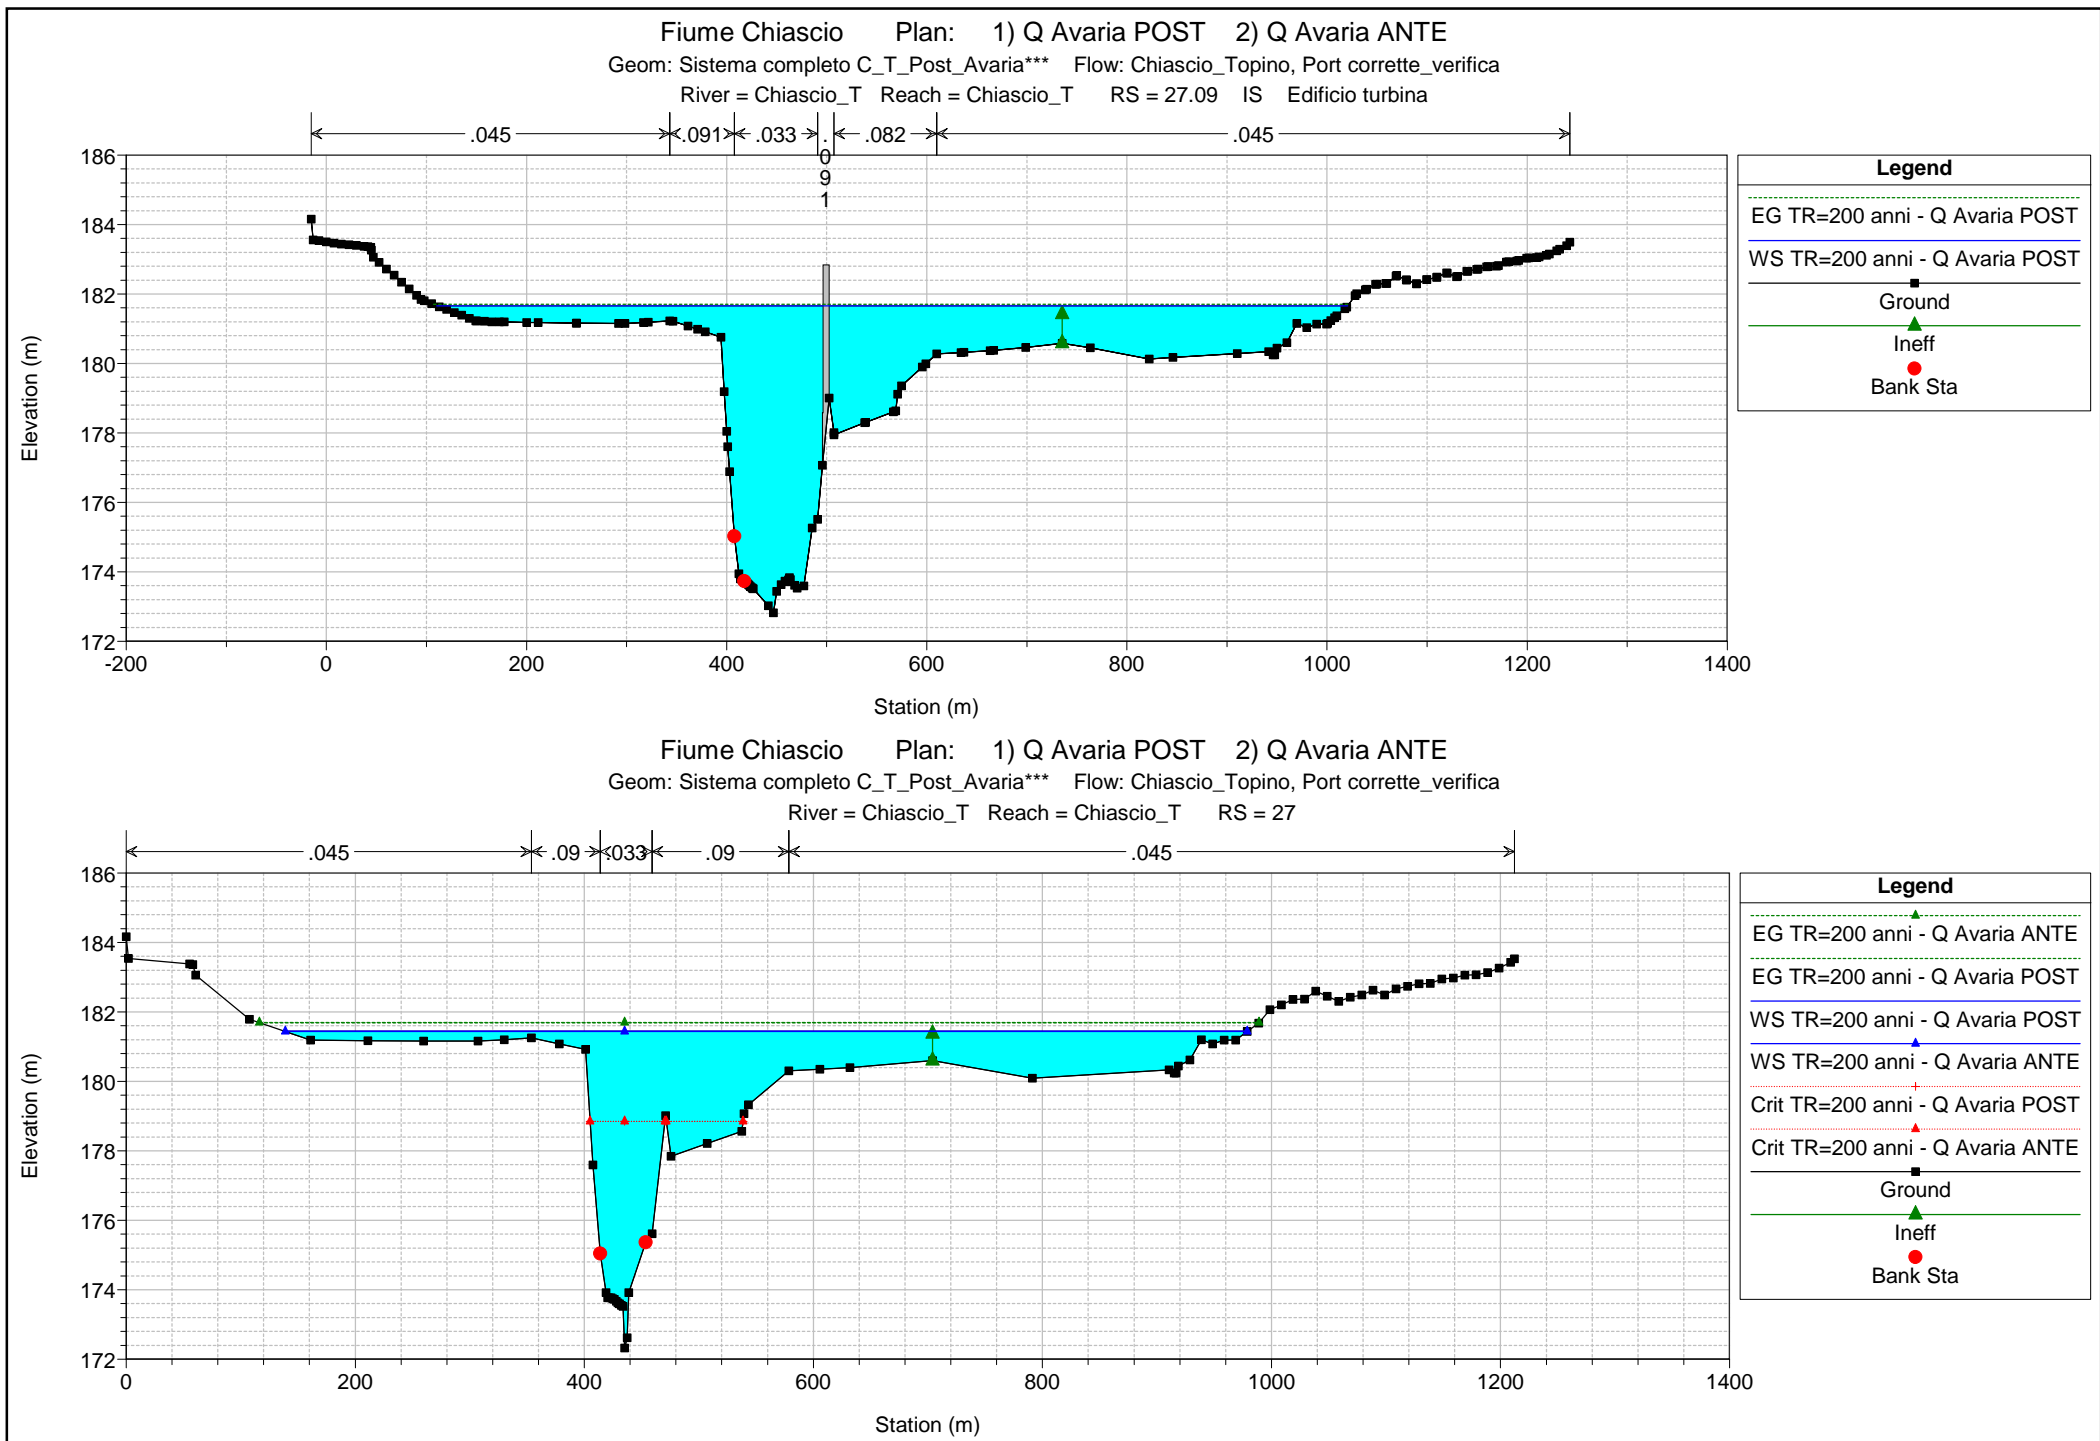 Fiume Chiascio Plan: 1) Q Avaria POST 2) Q Avaria ANTE
Geom: Sistema completo C_T_Post_Avaria*** Flow: Chiascio_Topino, Port corrette_verifica
River = Chiascio_T Reach = Chiascio_T RS = 27.09 IS Edificio turbina
.045 .091 .033 .091 .082 .045
186
184
182
180
178
176
174
172
Elevation (m)
-200 0 200 400 600 800 1000 1200 1400
Station (m)
Legend
EG TR=200 anni - Q Avaria POST
WS TR=200 anni - Q Avaria POST
Ground
Ineff
Bank Sta
Fiume Chiascio Plan: 1) Q Avaria POST 2) Q Avaria ANTE
Geom: Sistema completo C_T_Post_Avaria*** Flow: Chiascio_Topino, Port corrette_verifica
River = Chiascio_T Reach = Chiascio_T RS = 27
.045 .09 .033 .09 .045
186
184
182
180
178
176
174
172
Elevation (m)
0 200 400 600 800 1000 1200 1400
Station (m)
Legend
EG TR=200 anni - Q Avaria ANTE
EG TR=200 anni - Q Avaria POST
WS TR=200 anni - Q Avaria POST
WS TR=200 anni - Q Avaria ANTE
Crit TR=200 anni - Q Avaria POST
Crit TR=200 anni - Q Avaria ANTE
Ground
Ineff
Bank Sta